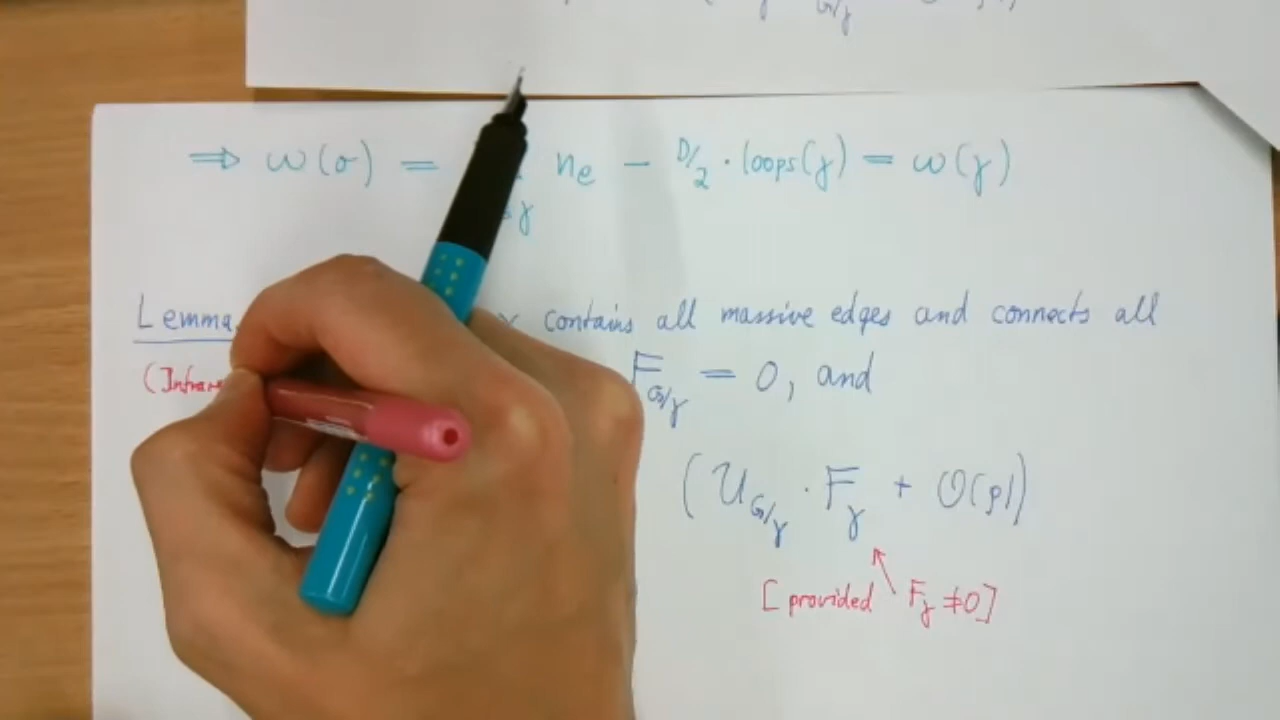 ⇒ ω(σ) = n_e − D/2 · loops(γ) = ω(γ)
Lemma. γ contains all massive edges and connects all
F_{G/γ} = 0, and
(U_{G/γ} · F_γ + O(ρ))
[provided F_γ ≠ 0]